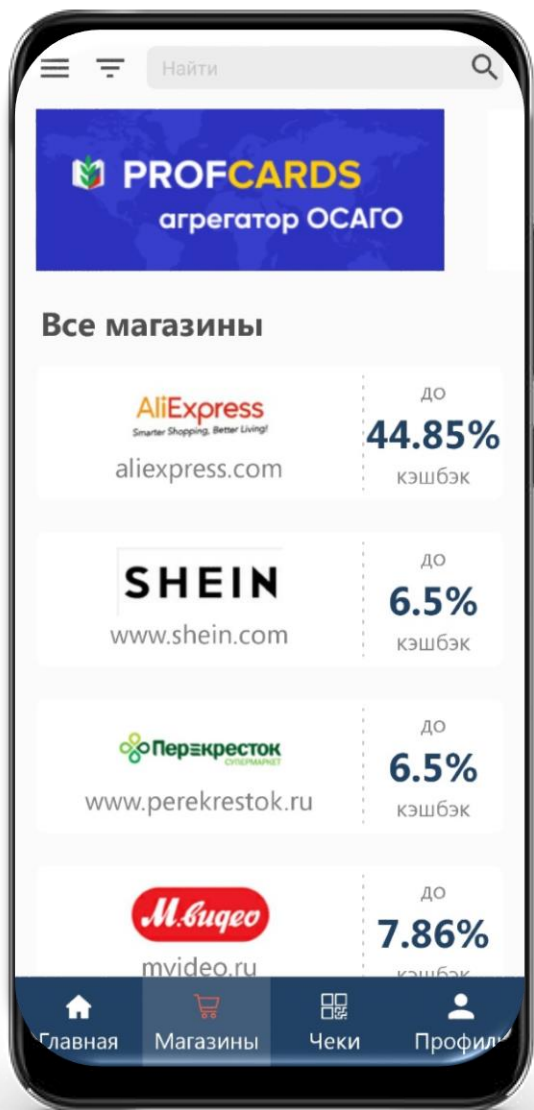 Найти
PROFCARDS
агрегатор ОСАГО
Все магазины
AliExpress
Smarter Shopping, Better Living!
aliexpress.com
до
44.85%
кэшбэк
SHEIN
www.shein.com
до
6.5%
кэшбэк
Перекресток
СУПЕРМАРКЕТ
www.perekrestok.ru
до
6.5%
кэшбэк
М.видео
mvideo.ru
до
7.86%
кэшбэк
Главная Магазины Чеки Профиль